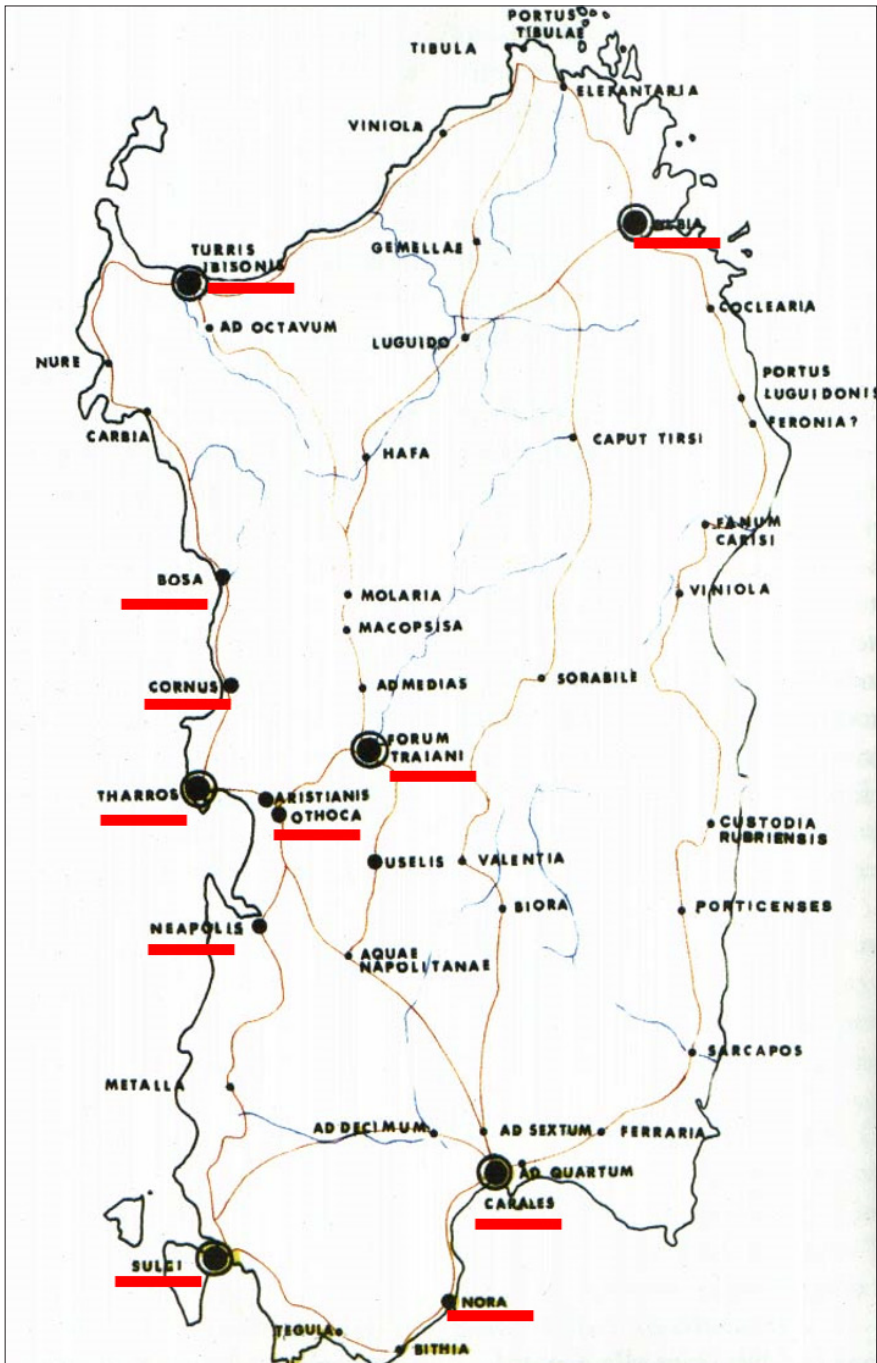 PORTUS
TIBULAE
TIBULA
ELEFANTARIA
VINIOLA
OLBIA
TURRIS
LIBISONIS
GEMELLAE
COCLEARIA
AD OCTAVUM
LUGUIDO
NURE
PORTUS
LUGUIDONIS
FERONIA?
CARBIA
HAFA
CAPUT TIRSI
FANUM
CARISI
BOSA
MOLARIA
VINIOLA
MACOPSISA
CORNUS
AD MEDIAS
SORABILE
FORUM
TRAIANI
THARROS
ARISTIANIS
OTHOCA
CUSTODIA
RUBRIENSIS
USELIS
VALENTIA
BIORA
PORTICENSES
NEAPOLIS
AQUAE
NAPOLITANAE
SARCAPOS
METALLA
AD DECIMUM
AD SEXTUM
FERRARIA
AD QUARTUM
CARALES
SULCI
NORA
TEGULA
BITHIA